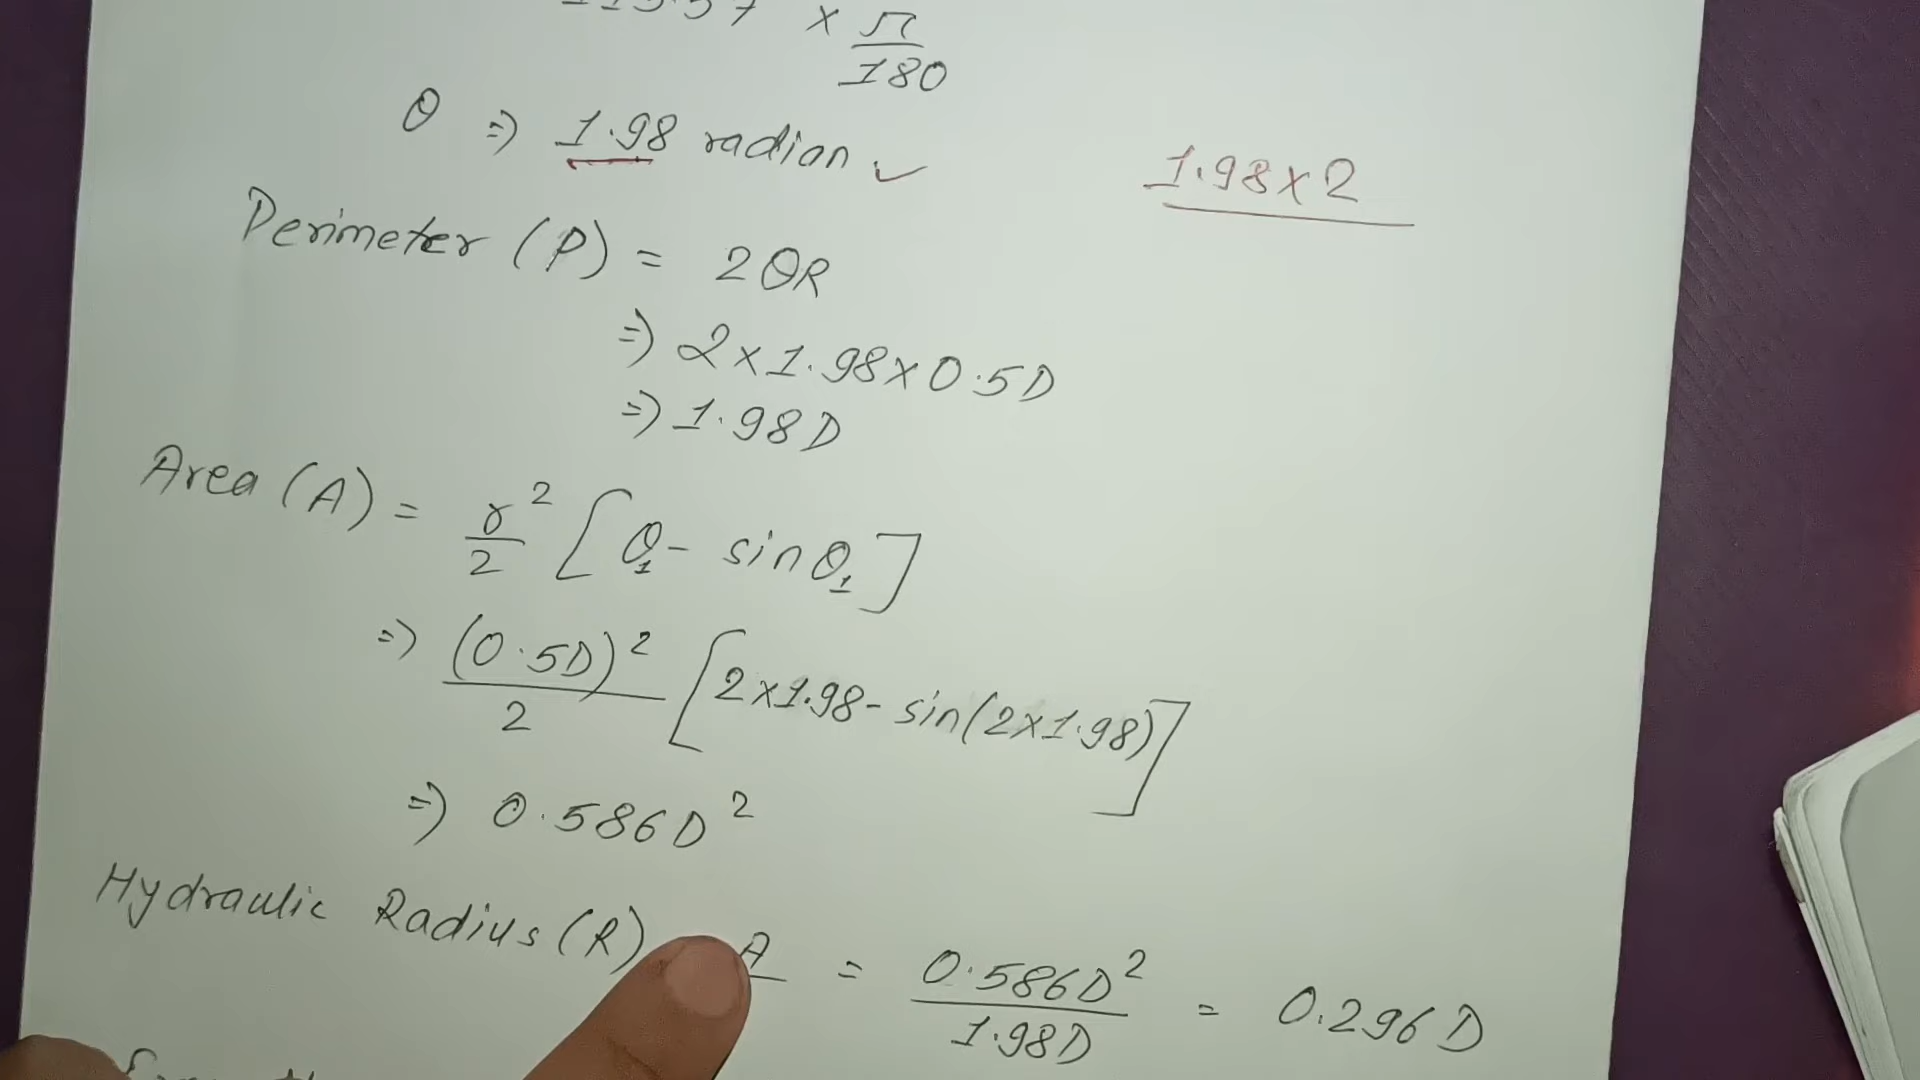 × π/180
θ ⇒ 1.98 radian ✓
1.98×2
Perimeter (P) = 2θR
⇒ 2×1.98×0.5D
⇒ 1.98D
Area (A) = r²/2 [θ₁ - sinθ₁]
⇒ (0.5D)²/2 [2×1.98 - sin(2×1.98)]
⇒ 0.586D²
Hydraulic Radius (R) A = 0.586D²/1.98D = 0.296D